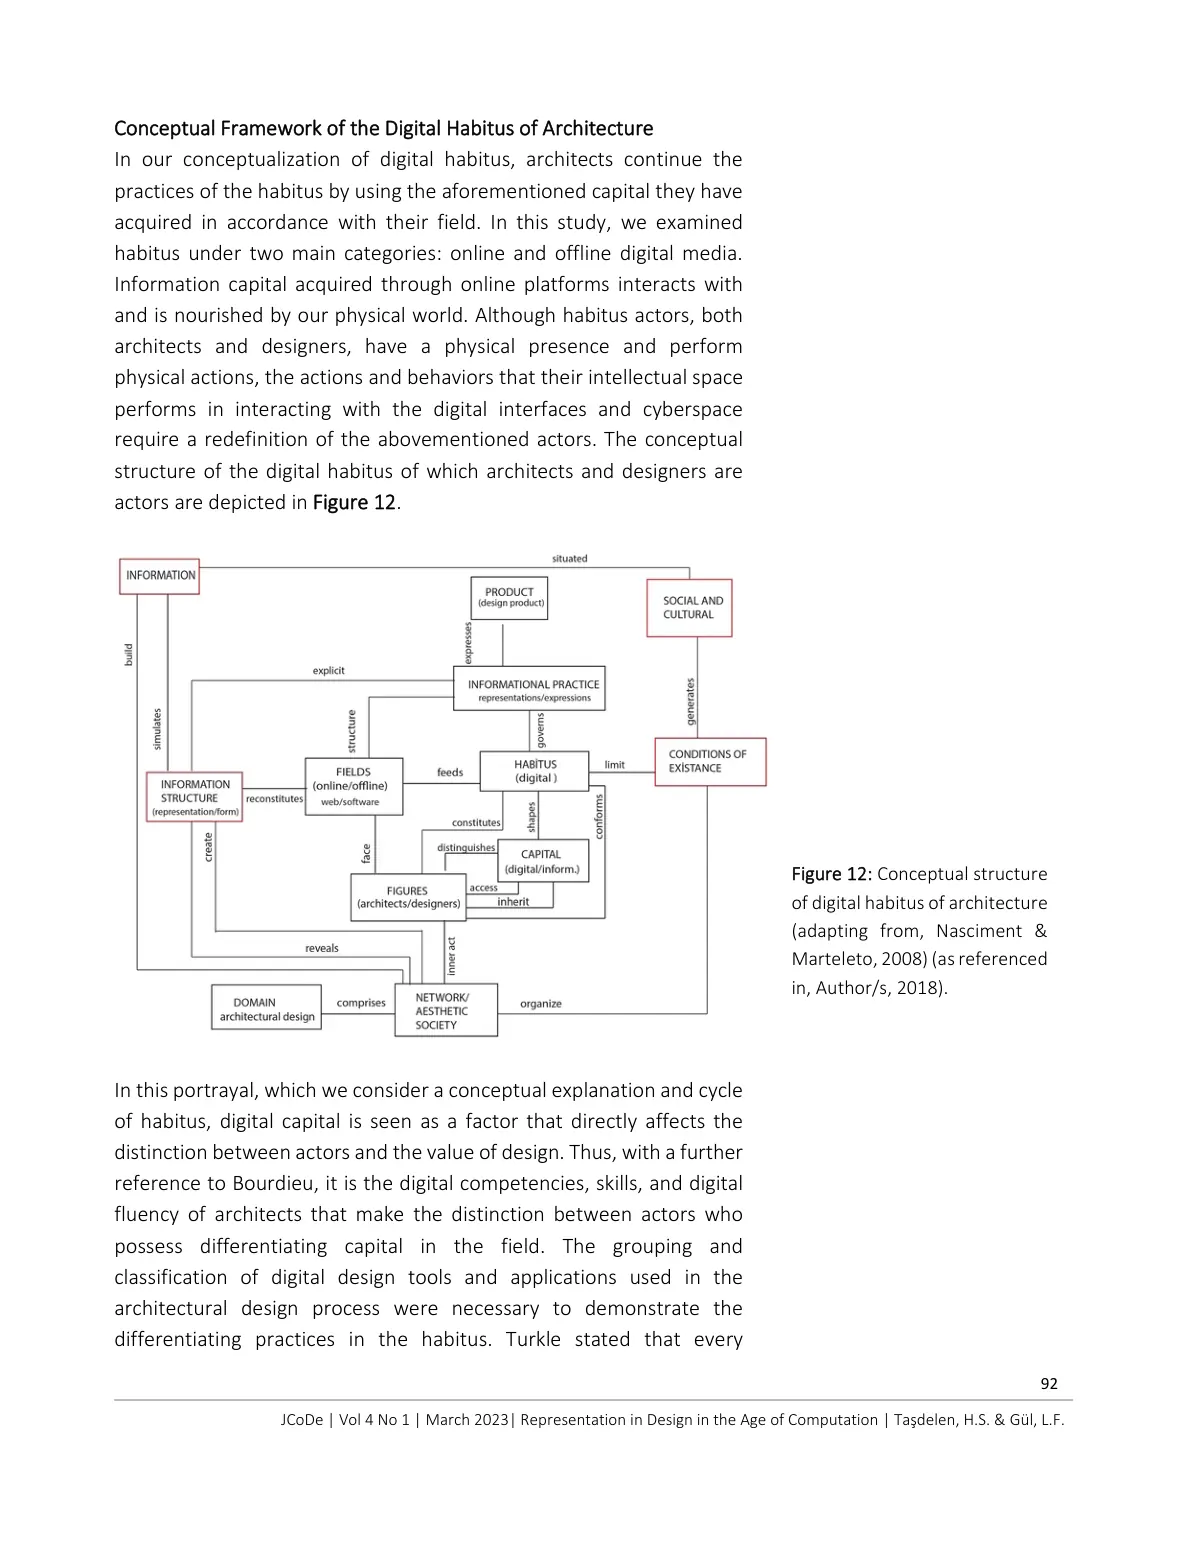 Conceptual Framework of the Digital Habitus of Architecture
In our conceptualization of digital habitus, architects continue the
practices of the habitus by using the aforementioned capital they have
acquired in accordance with their field. In this study, we examined
habitus under two main categories: online and offline digital media.
Information capital acquired through online platforms interacts with
and is nourished by our physical world. Although habitus actors, both
architects and designers, have a physical presence and perform
physical actions, the actions and behaviors that their intellectual space
performs in interacting with the digital interfaces and cyberspace
require a redefinition of the abovementioned actors. The conceptual
structure of the digital habitus of which architects and designers are
actors are depicted in Figure 12.
situated
INFORMATION
PRODUCT
(design product)
SOCIAL AND
CULTURAL
build
expresses
explicit
INFORMATIONAL PRACTICE
representations/expressions
generates
simulates
structure
governs
CONDITIONS OF
EXİSTANCE
HABİTUS
(digital )
limit
FIELDS
(online/offline)
web/software
feeds
INFORMATION
STRUCTURE
(representation/form)
reconstitutes
constitutes
shapes
conforms
create
face
distinguishes
CAPITAL
(digital/inform.)
FIGURES
(architects/designers)
access
inherit
reveals
inner act
DOMAIN
architectural design
comprises
NETWORK/
AESTHETIC
SOCIETY
organize
Figure 12: Conceptual structure
of digital habitus of architecture
(adapting from, Nasciment &
Marteleto, 2008) (as referenced
in, Author/s, 2018).
In this portrayal, which we consider a conceptual explanation and cycle
of habitus, digital capital is seen as a factor that directly affects the
distinction between actors and the value of design. Thus, with a further
reference to Bourdieu, it is the digital competencies, skills, and digital
fluency of architects that make the distinction between actors who
possess differentiating capital in the field. The grouping and
classification of digital design tools and applications used in the
architectural design process were necessary to demonstrate the
differentiating practices in the habitus. Turkle stated that every
92
JCoDe | Vol 4 No 1 | March 2023| Representation in Design in the Age of Computation | Taşdelen, H.S. & Gül, L.F.